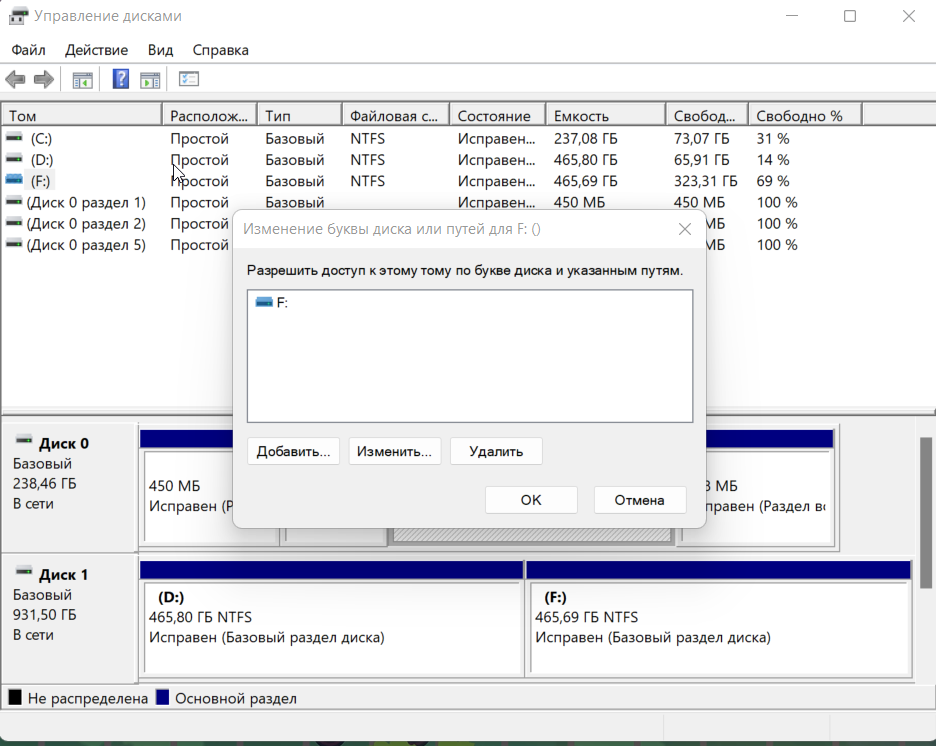 Управление дисками
Файл Действие Вид Справка
Том Располож... Тип Файловая с... Состояние Емкость Свобод... Свободно %
(C:) Простой Базовый NTFS Исправен... 237,08 ГБ 73,07 ГБ 31 %
(D:) Простой Базовый NTFS Исправен... 465,80 ГБ 65,91 ГБ 14 %
(F:) Простой Базовый NTFS Исправен... 465,69 ГБ 323,31 ГБ 69 %
(Диск 0 раздел 1) Простой Базовый Исправен... 450 МБ 450 МБ 100 %
(Диск 0 раздел 2) Простой МБ 100 %
(Диск 0 раздел 5) Простой МБ 100 %
Изменение буквы диска или путей для F: ()
Разрешить доступ к этому тому по букве диска и указанным путям.
F:
Добавить... Изменить... Удалить
OK Отмена
Диск 0
Базовый
238,46 ГБ
В сети
450 МБ
Исправен (Р
3 МБ
правен (Раздел вс
Диск 1
Базовый
931,50 ГБ
В сети
(D:)
465,80 ГБ NTFS
Исправен (Базовый раздел диска)
(F:)
465,69 ГБ NTFS
Исправен (Базовый раздел диска)
Не распределена Основной раздел